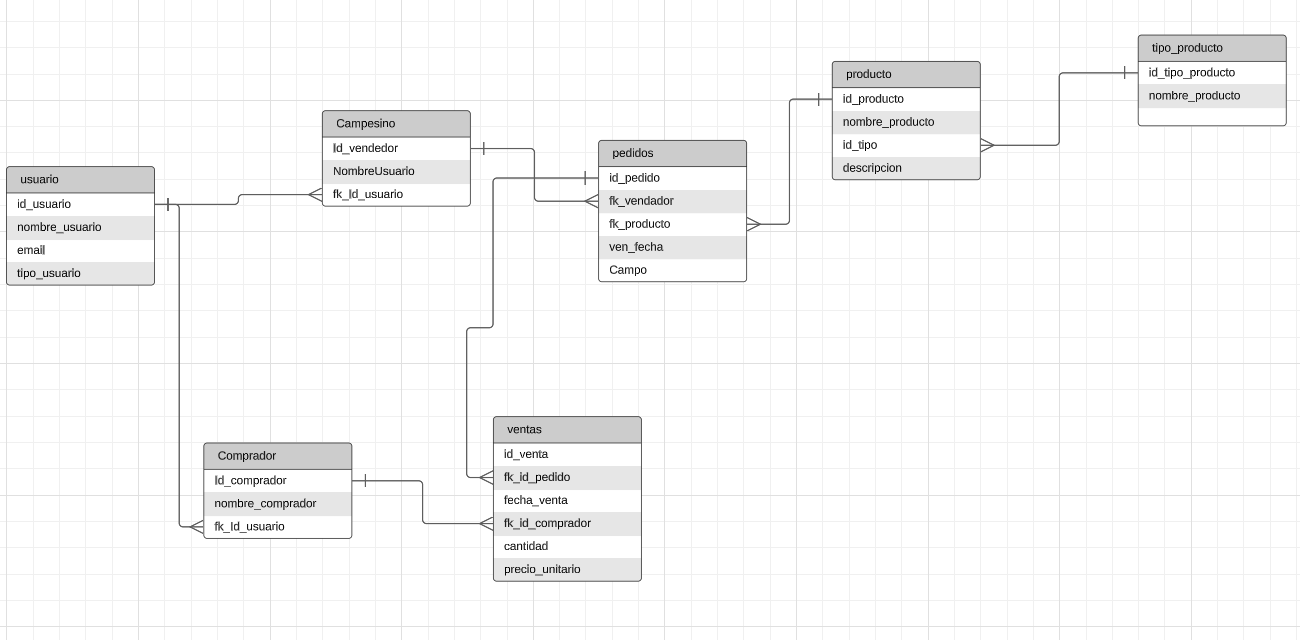 usuario
id_usuario
nombre_usuario
email
tipo_usuario
Campesino
Id_vendedor
NombreUsuario
fk_Id_usuario
pedidos
id_pedido
fk_vendador
fk_producto
ven_fecha
Campo
producto
id_producto
nombre_producto
id_tipo
descripcion
tipo_producto
id_tipo_producto
nombre_producto
Comprador
Id_comprador
nombre_comprador
fk_Id_usuario
ventas
id_venta
fk_id_pedido
fecha_venta
fk_id_comprador
cantidad
precio_unitario